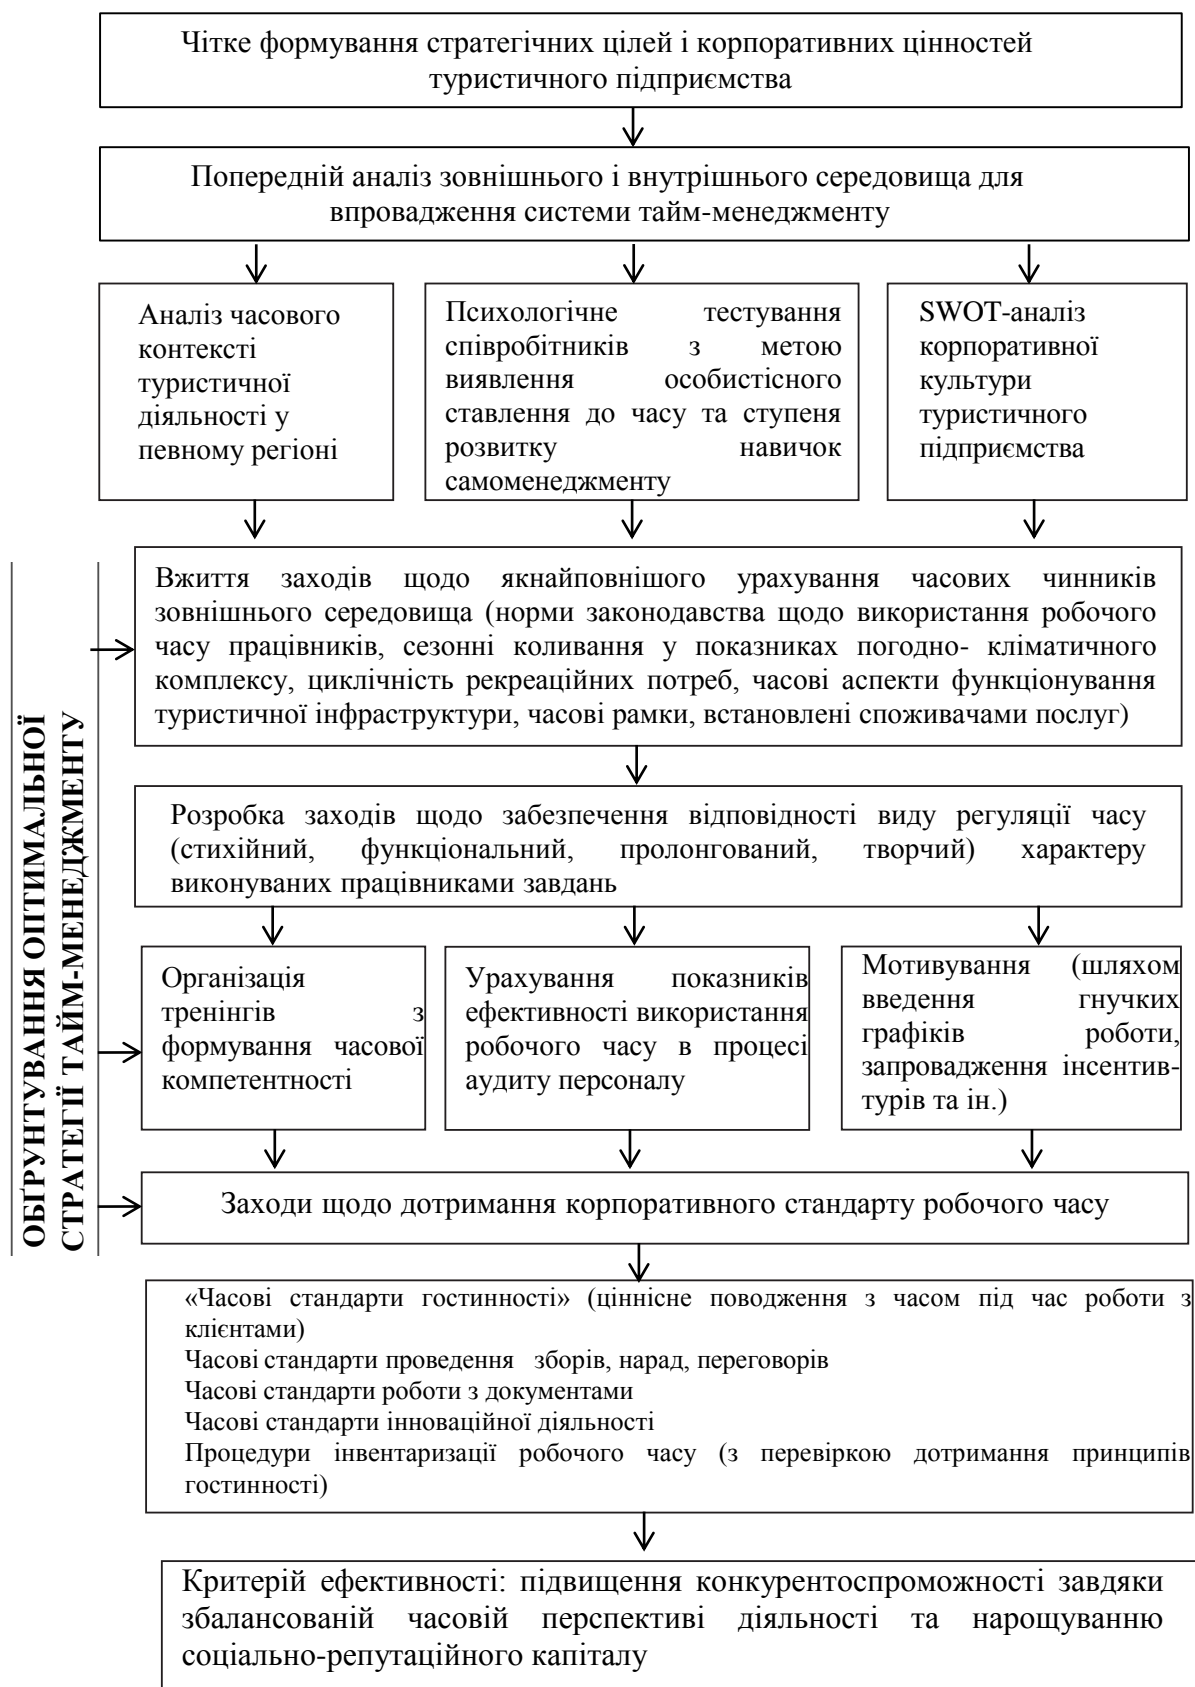 Чітке формування стратегічних цілей і корпоративних цінностей
туристичного підприємства
Попередній аналіз зовнішнього і внутрішнього середовища для
впровадження системи тайм-менеджменту
Аналіз часового
контексті
туристичної
діяльності у
певному регіоні
Психологічне тестування
співробітників з метою
виявлення особистісного
ставлення до часу та ступеня
розвитку навичок
самоменеджменту
SWOT-аналіз
корпоративної
культури
туристичного
підприємства
ОБҐРУНТУВАННЯ ОПТИМАЛЬНОЇ
СТРАТЕГІЇ ТАЙМ-МЕНЕДЖМЕНТУ
Вжиття заходів щодо якнайповнішого урахування часових чинників
зовнішнього середовища (норми законодавства щодо використання робочого
часу працівників, сезонні коливання у показниках погодно- кліматичного
комплексу, циклічність рекреаційних потреб, часові аспекти функціонування
туристичної інфраструктури, часові рамки, встановлені споживачами послуг)
Розробка заходів щодо забезпечення відповідності виду регуляції часу
(стихійний, функціональний, пролонгований, творчий) характеру
виконуваних працівниками завдань
Організація
тренінгів з
формування часової
компетентності
Урахування показників
ефективності використання
робочого часу в процесі
аудиту персоналу
Мотивування (шляхом
введення гнучких
графіків роботи,
запровадження інсентив-
турів та ін.)
Заходи щодо дотримання корпоративного стандарту робочого часу
«Часові стандарти гостинності» (ціннісне поводження з часом під час роботи з
клієнтами)
Часові стандарти проведення зборів, нарад, переговорів
Часові стандарти роботи з документами
Часові стандарти інноваційної діяльності
Процедури інвентаризації робочого часу (з перевіркою дотримання принципів
гостинності)
Критерій ефективності: підвищення конкурентоспроможності завдяки
збалансованій часовій перспективі діяльності та нарощуванню
соціально-репутаційного капіталу